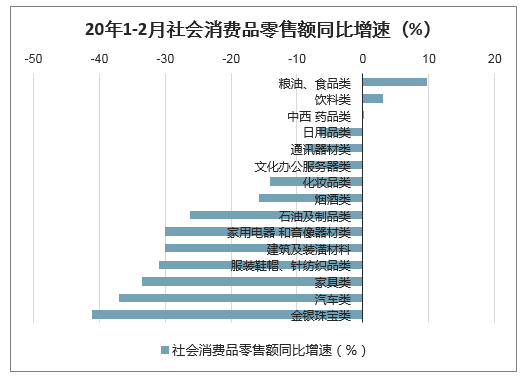 20年1-2月社会消费品零售额同比增速（%）
-50 -40 -30 -20 -10 0 10 20
粮油、食品类
饮料类
中西 药品类
日用品类
通讯器材类
文化办公服务器类
化妆品类
烟酒类
石油及制品类
家用电器 和音像器材类
建筑及装潢材料
服装鞋帽、针纺织品类
家具类
汽车类
金银珠宝类
社会消费品零售额同比增速（%）